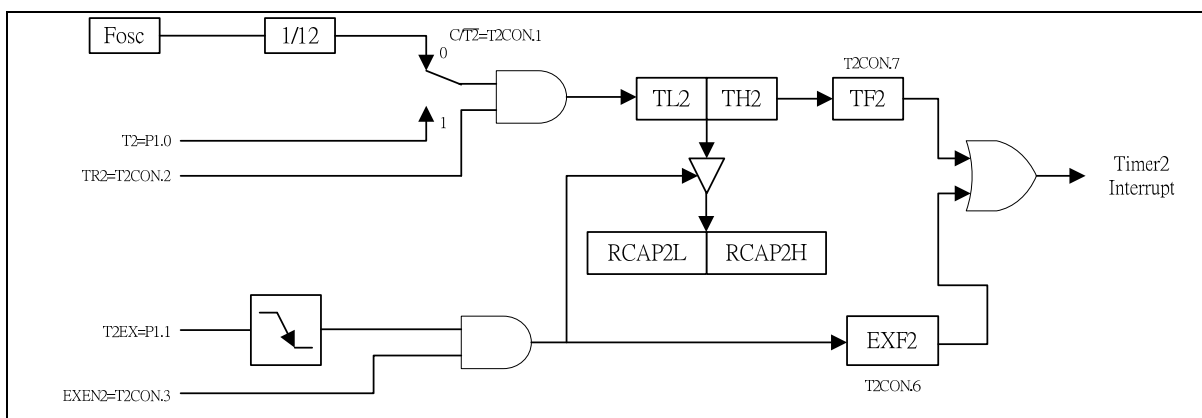 Fosc
1/12
C/T2=T2CON.1
0
1
T2=P1.0
TR2=T2CON.2
TL2
TH2
T2CON.7
TF2
Timer2
Interrupt
RCAP2L
RCAP2H
T2EX=P1.1
EXEN2=T2CON.3
EXF2
T2CON.6